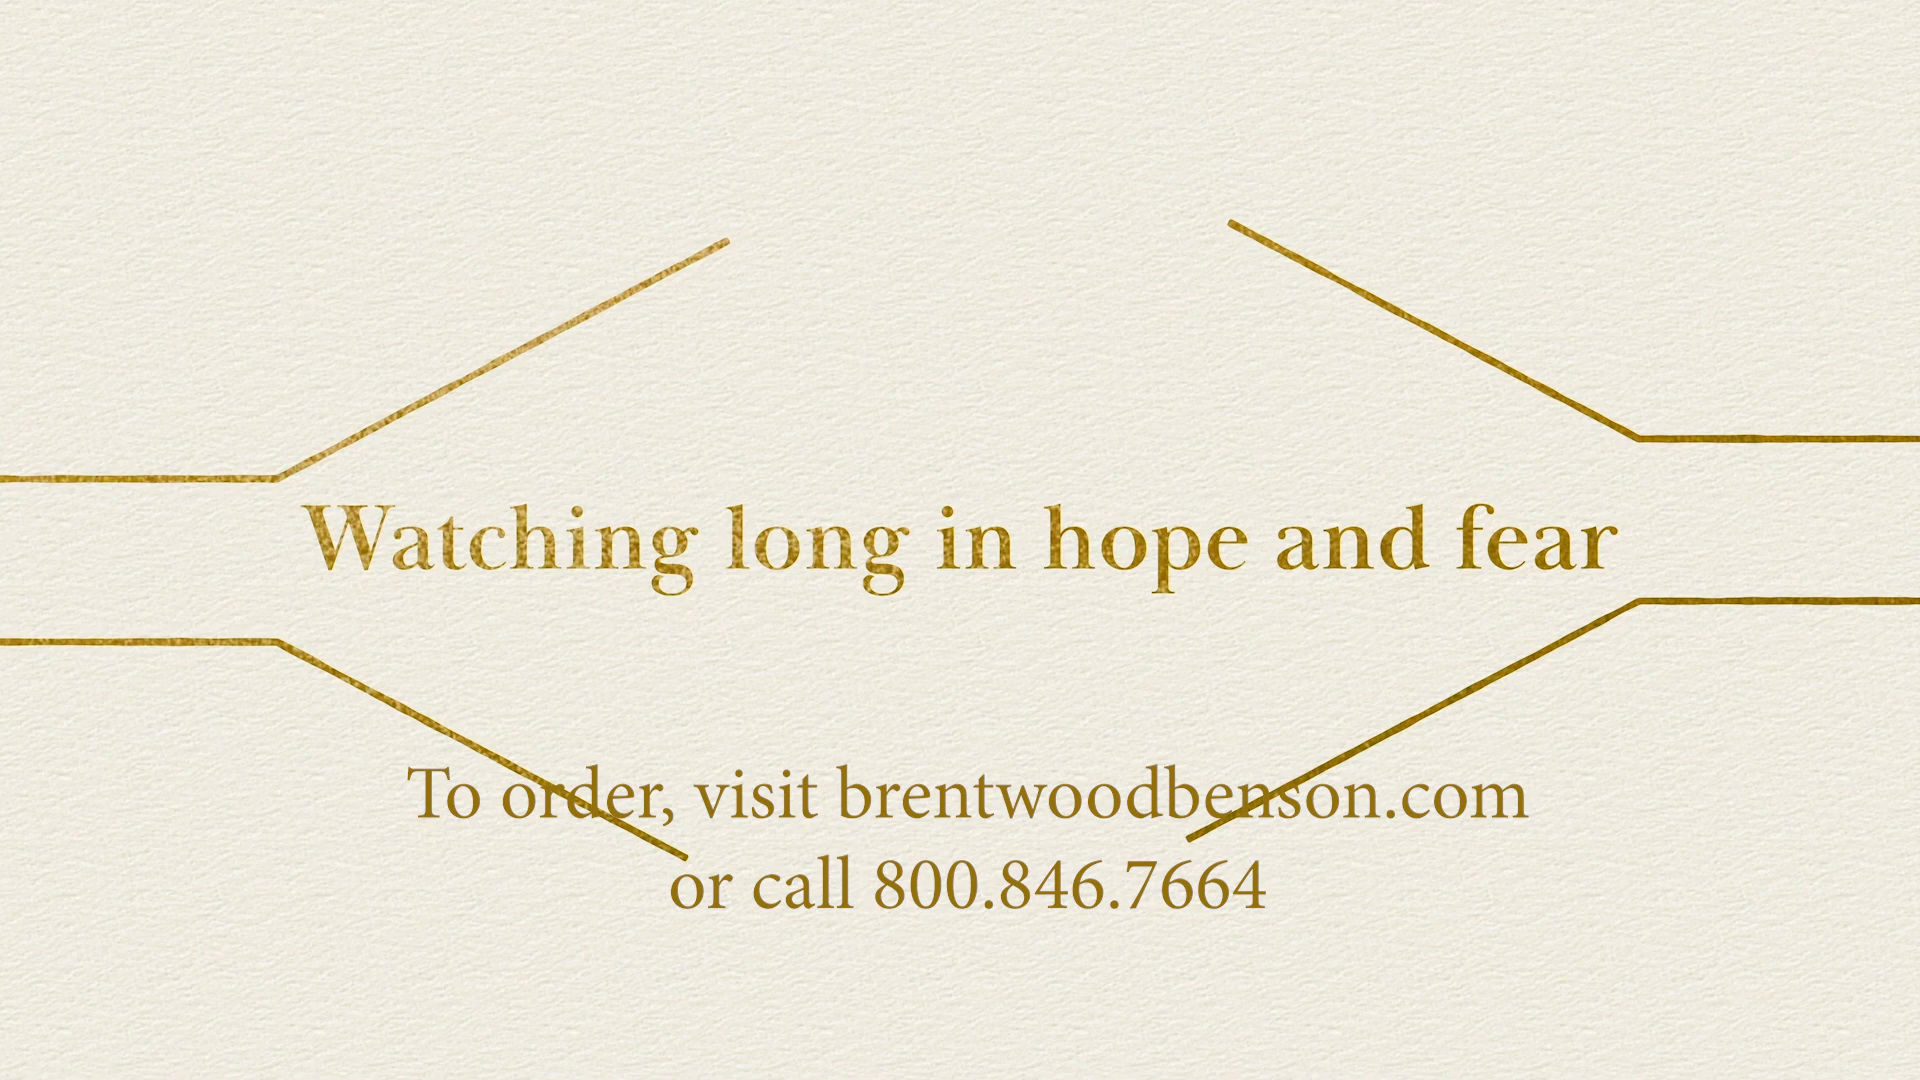 Watching long in hope and fear
To order, visit brentwoodbenson.com
or call 800.846.7664